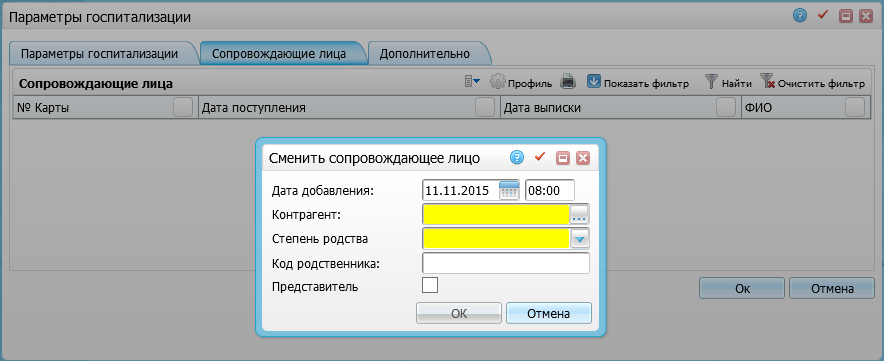 Параметры госпитализации
Параметры госпитализации Сопровождающие лица Дополнительно
Сопровождающие лица Профиль Показать фильтр Найти Очистить фильтр
№ Карты Дата поступления Дата выписки ФИО
Сменить сопровождающее лицо
Дата добавления: 11.11.2015 08:00
Контрагент: ...
Степень родства
Код родственника:
Представитель
Ок Отмена
ОК Отмена